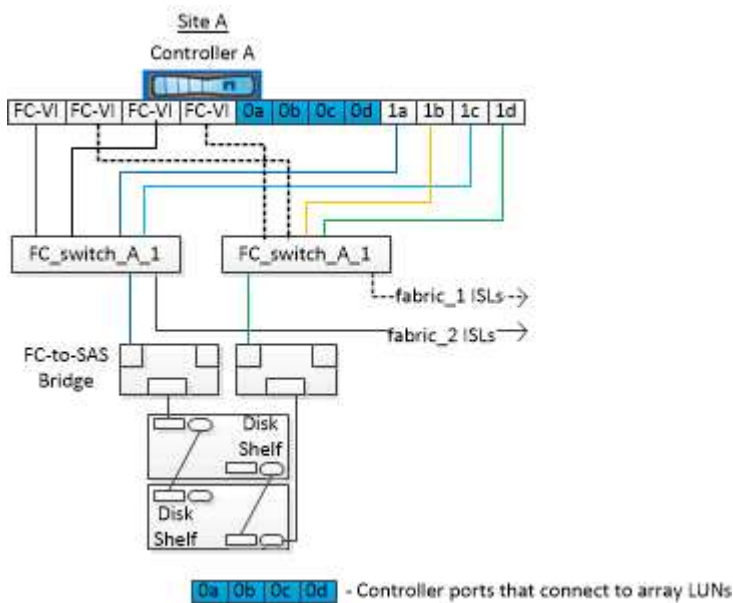 Site A
Controller A
FC-VI FC-VI FC-VI FC-VI 0a 0b 0c 0d 1a 1b 1c 1d
FC_switch_A_1 FC_switch_A_1
fabric_1 ISLs
fabric_2 ISLs
FC-to-SAS
Bridge
Disk
Shelf
Disk
Shelf
0a 0b 0c 0d - Controller ports that connect to array LUNs